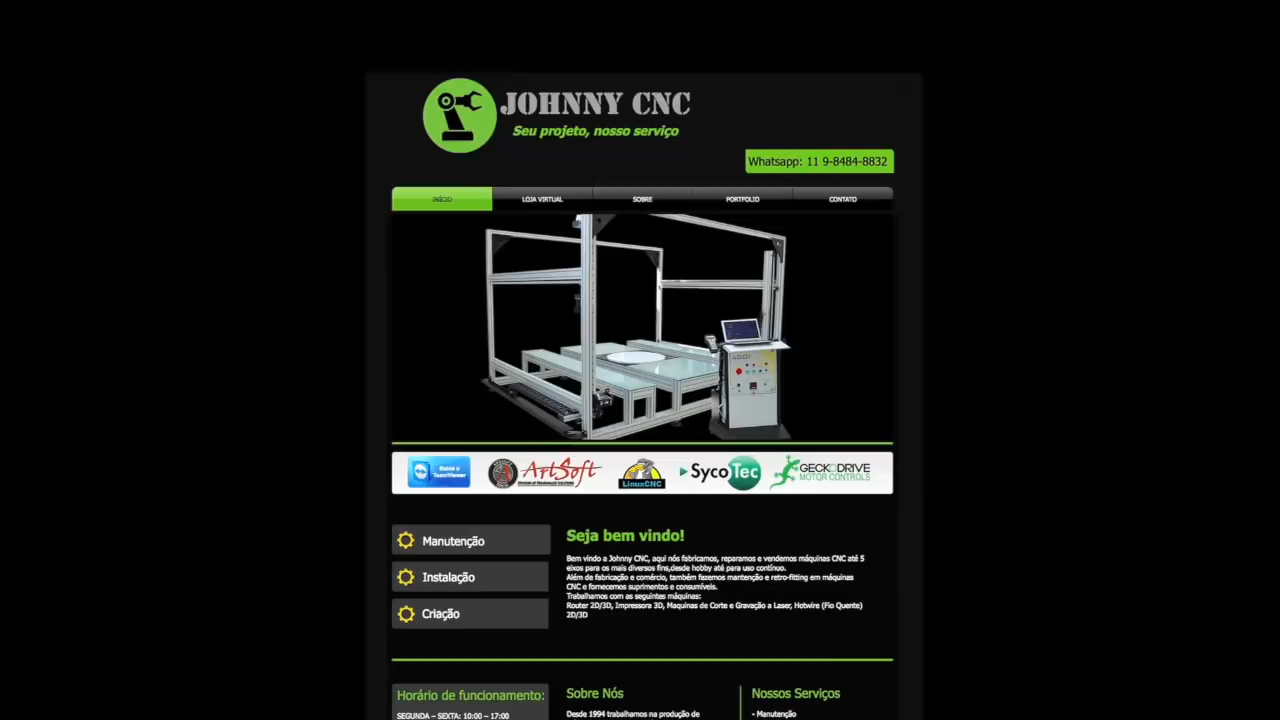 JOHNNY CNC
Seu projeto, nosso serviço
Whatsapp: 11 9-8484-8832
INÍCIO
LOJA VIRTUAL
SOBRE
PORTFOLIO
CONTATO
Baixe o
TeamViewer
ArtSoft
LinuxCNC
SycoTec
GECKODRIVE
MOTOR CONTROLS
Manutenção
Instalação
Criação
Seja bem vindo!
Bem vindo a Johnny CNC, aqui nós fabricamos, reparamos e vendemos máquinas CNC até 5
eixos para os mais diversos fins,desde hobby até para uso contínuo.
Além de fabricação e comércio, também fazemos mantenção e retro-fitting em máquinas
CNC e fornecemos suprimentos e consumíveis.
Trabalhamos com as seguintes máquinas:
Router 2D/3D, Impressora 3D, Maquinas de Corte e Gravação a Laser, Hotwire (Fio Quente)
2D/3D
Horário de funcionamento:
SEGUNDA – SEXTA: 10:00 – 17:00
Sobre Nós
Desde 1994 trabalhamos na produção de
Nossos Serviços
- Manutenção